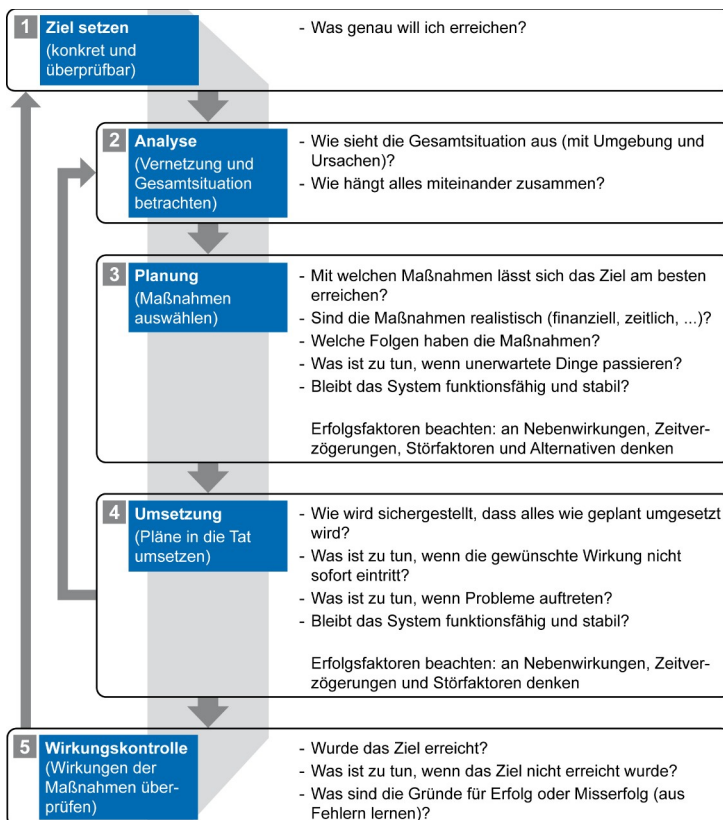 1 Ziel setzen
(konkret und
überprüfbar)
- Was genau will ich erreichen?
2 Analyse
(Vernetzung und
Gesamtsituation
betrachten)
- Wie sieht die Gesamtsituation aus (mit Umgebung und
Ursachen)?
- Wie hängt alles miteinander zusammen?
3 Planung
(Maßnahmen
auswählen)
- Mit welchen Maßnahmen lässt sich das Ziel am besten
erreichen?
- Sind die Maßnahmen realistisch (finanziell, zeitlich, ...)?
- Welche Folgen haben die Maßnahmen?
- Was ist zu tun, wenn unerwartete Dinge passieren?
- Bleibt das System funktionsfähig und stabil?
Erfolgsfaktoren beachten: an Nebenwirkungen, Zeitver-
zögerungen, Störfaktoren und Alternativen denken
4 Umsetzung
(Pläne in die Tat
umsetzen)
- Wie wird sichergestellt, dass alles wie geplant umgesetzt
wird?
- Was ist zu tun, wenn die gewünschte Wirkung nicht
sofort eintritt?
- Was ist zu tun, wenn Probleme auftreten?
- Bleibt das System funktionsfähig und stabil?
Erfolgsfaktoren beachten: an Nebenwirkungen, Zeitver-
zögerungen und Störfaktoren denken
5 Wirkungskontrolle
(Wirkungen der
Maßnahmen über-
prüfen)
- Wurde das Ziel erreicht?
- Was ist zu tun, wenn das Ziel nicht erreicht wurde?
- Was sind die Gründe für Erfolg oder Misserfolg (aus
Fehlern lernen)?